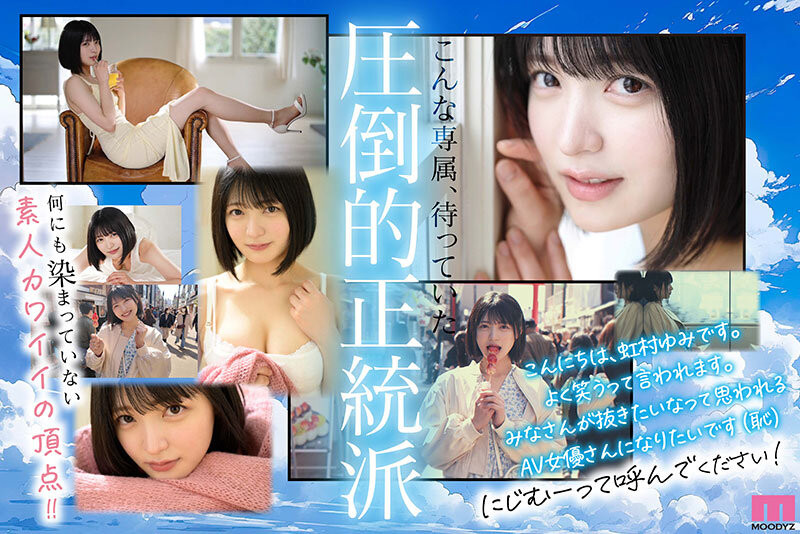 こんな専属、待っていた
圧倒的正統派
何にも染まっていない
素人カワイイの頂点!!
こんにちは、虹村ゆみです。
よく笑うって言われます。
みなさんが抜きたいなって思われる
AV女優さんになりたいです(恥)
にじむーって呼んでください!
M
MOODYZ